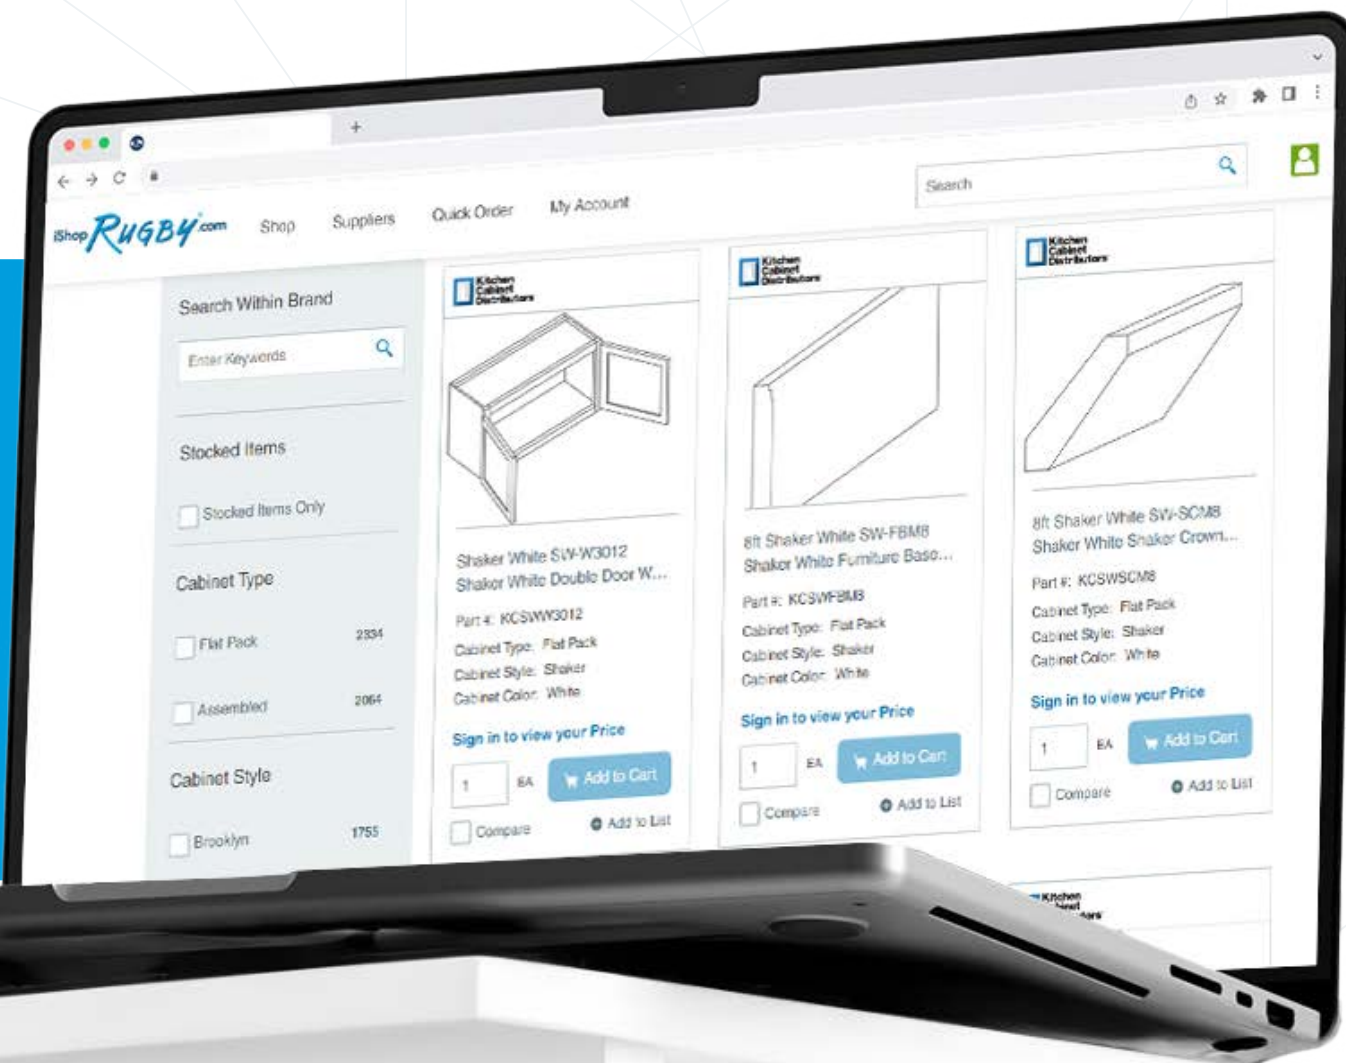 iShop RUGBY.com
Shop
Suppliers
Quick Order
My Account
Search
Search Within Brand
Enter Keywords
Stocked Items
Stocked Items Only
Cabinet Type
Flat Pack 2334
Assembled 2064
Cabinet Style
Brooklyn 1755
Kitchen
Cabinet
Distributors
Shaker White SW-W3012
Shaker White Double Door W...
Part #: KCSWW3012
Cabinet Type: Flat Pack
Cabinet Style: Shaker
Cabinet Color: White
Sign in to view your Price
1 EA Add to Cart
Compare Add to List
Kitchen
Cabinet
Distributors
8ft Shaker White SW-FBM8
Shaker White Furniture Base...
Part #: KCSWFBM8
Cabinet Type: Flat Pack
Cabinet Style: Shaker
Cabinet Color: White
Sign in to view your Price
1 EA Add to Cart
Compare Add to List
Kitchen
Cabinet
Distributors
8ft Shaker White SW-SCM8
Shaker White Shaker Crown...
Part #: KCSWSCM8
Cabinet Type: Flat Pack
Cabinet Style: Shaker
Cabinet Color: White
Sign in to view your Price
1 EA Add to Cart
Compare Add to List
Kitchen